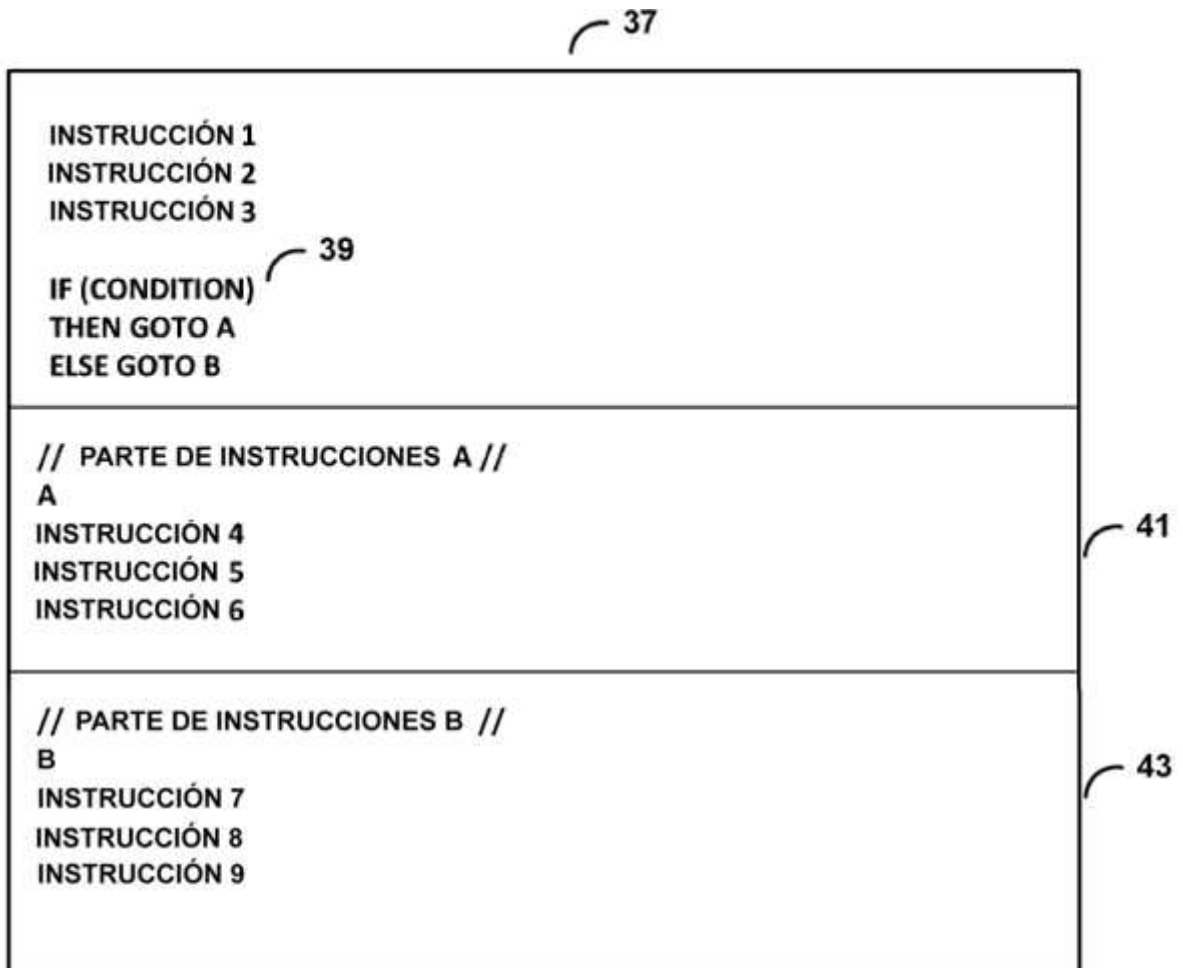 37
INSTRUCCIÓN 1
INSTRUCCIÓN 2
INSTRUCCIÓN 3
39
IF (CONDITION)
THEN GOTO A
ELSE GOTO B
// PARTE DE INSTRUCCIONES A //
A
INSTRUCCIÓN 4
41
INSTRUCCIÓN 5
INSTRUCCIÓN 6
// PARTE DE INSTRUCCIONES B //
B
43
INSTRUCCIÓN 7
INSTRUCCIÓN 8
INSTRUCCIÓN 9